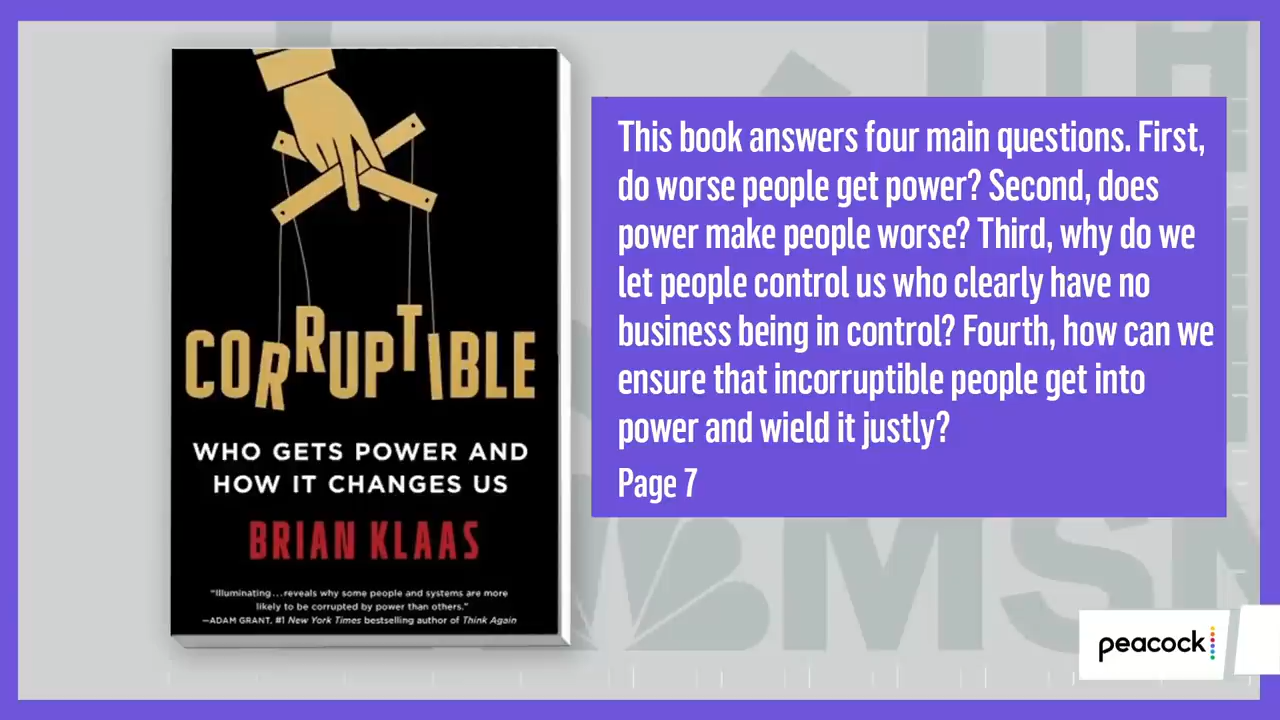 CORRUPTIBLE
WHO GETS POWER AND
HOW IT CHANGES US
BRIAN KLAAS
“Illuminating...reveals why some people and systems are more
likely to be corrupted by power than others.”
—ADAM GRANT, #1 New York Times bestselling author of Think Again
This book answers four main questions. First,
do worse people get power? Second, does
power make people worse? Third, why do we
let people control us who clearly have no
business being in control? Fourth, how can we
ensure that incorruptible people get into
power and wield it justly?
Page 7
MSN
peacock